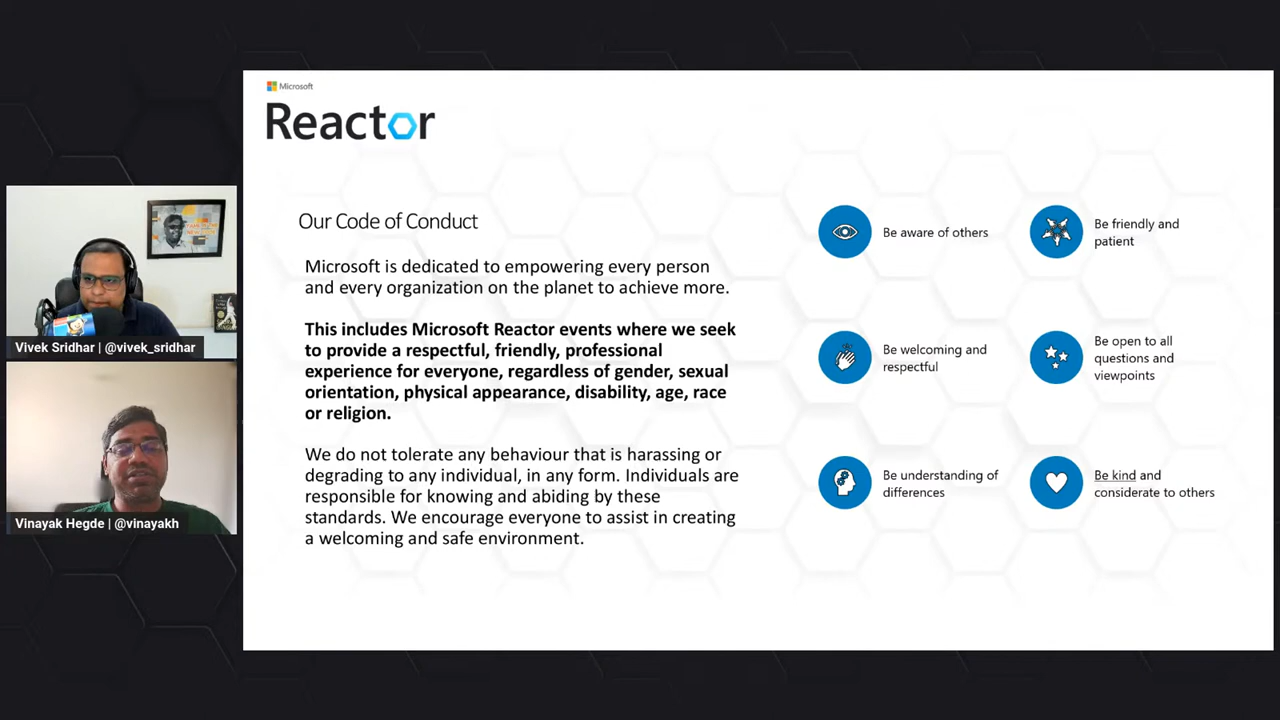 Microsoft
Reactor
Our Code of Conduct
Microsoft is dedicated to empowering every person
and every organization on the planet to achieve more.
This includes Microsoft Reactor events where we seek
to provide a respectful, friendly, professional
experience for everyone, regardless of gender, sexual
orientation, physical appearance, disability, age, race
or religion.
We do not tolerate any behaviour that is harassing or
degrading to any individual, in any form. Individuals are
responsible for knowing and abiding by these
standards. We encourage everyone to assist in creating
a welcoming and safe environment.
Be aware of others
Be friendly and
patient
Be welcoming and
respectful
Be open to all
questions and
viewpoints
Be understanding of
differences
Be kind and
considerate to others
Vivek Sridhar | @vivek_sridhar
Vinayak Hegde | @vinayakh